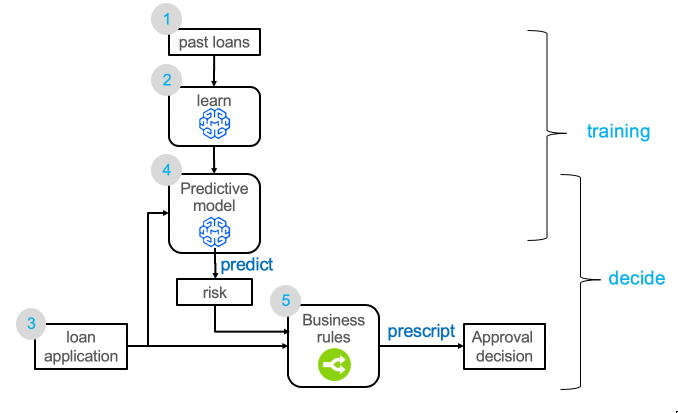 1
past loans
2
learn
training
4
Predictive
model
predict
decide
risk
5
3
Business
rules
prescript
loan
application
Approval
decision